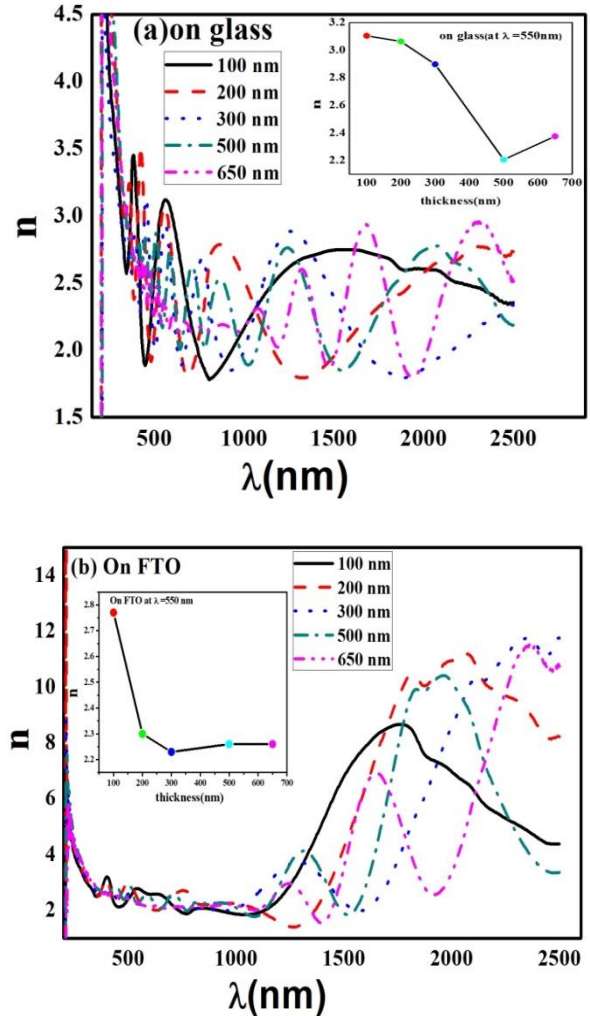 (a)on glass
100 nm
200 nm
300 nm
500 nm
650 nm
on glass(at λ =550nm)
3.2
3.0
2.8
2.6
2.4
2.2
n
100 200 300 400 500 600 700
thickness(nm)
4.5
4.0
3.5
3.0
2.5
2.0
1.5
n
500 1000 1500 2000 2500
λ(nm)
(b) On FTO
100 nm
200 nm
300 nm
500 nm
650 nm
On FTO at λ =550nm
2.8
2.7
2.6
2.5
2.4
2.3
2.2
n
100 200 300 400 500 600 700
thickness(nm)
14
12
10
8
6
4
2
n
500 1000 1500 2000 2500
λ(nm)